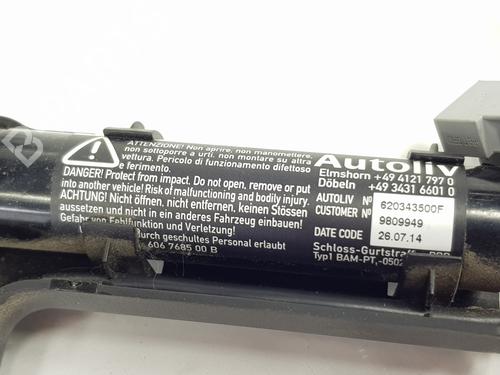 ATTENZIONE! Non aprire, non manomettere,
non sottoporre a urti, non montare su altra
vettura. Pericolo di funzionamento difettoso
e ferimento.
DANGER! Protect from impact. Do not open, remove or put
into another vehicle! Risk of malfunction and bodily injury.
ACHTUNG! Nicht öffnen, nicht werfen, keinen Stössen
aussetzen und nicht in ein anderes Fahrzeug einbauen!
Gefahr von Fehlfunktion und Verletzung!
durch geschultes Personal erlaubt
606 7685 00 B
Autoliv
Elmshorn +49 4121 797 0
Döbeln +49 3431 6601 0
AUTOLIV Nº 620343500F
CUSTOMER Nº 9809949
DATE CODE 26.07.14
Typ1 BAM-PT,-0502